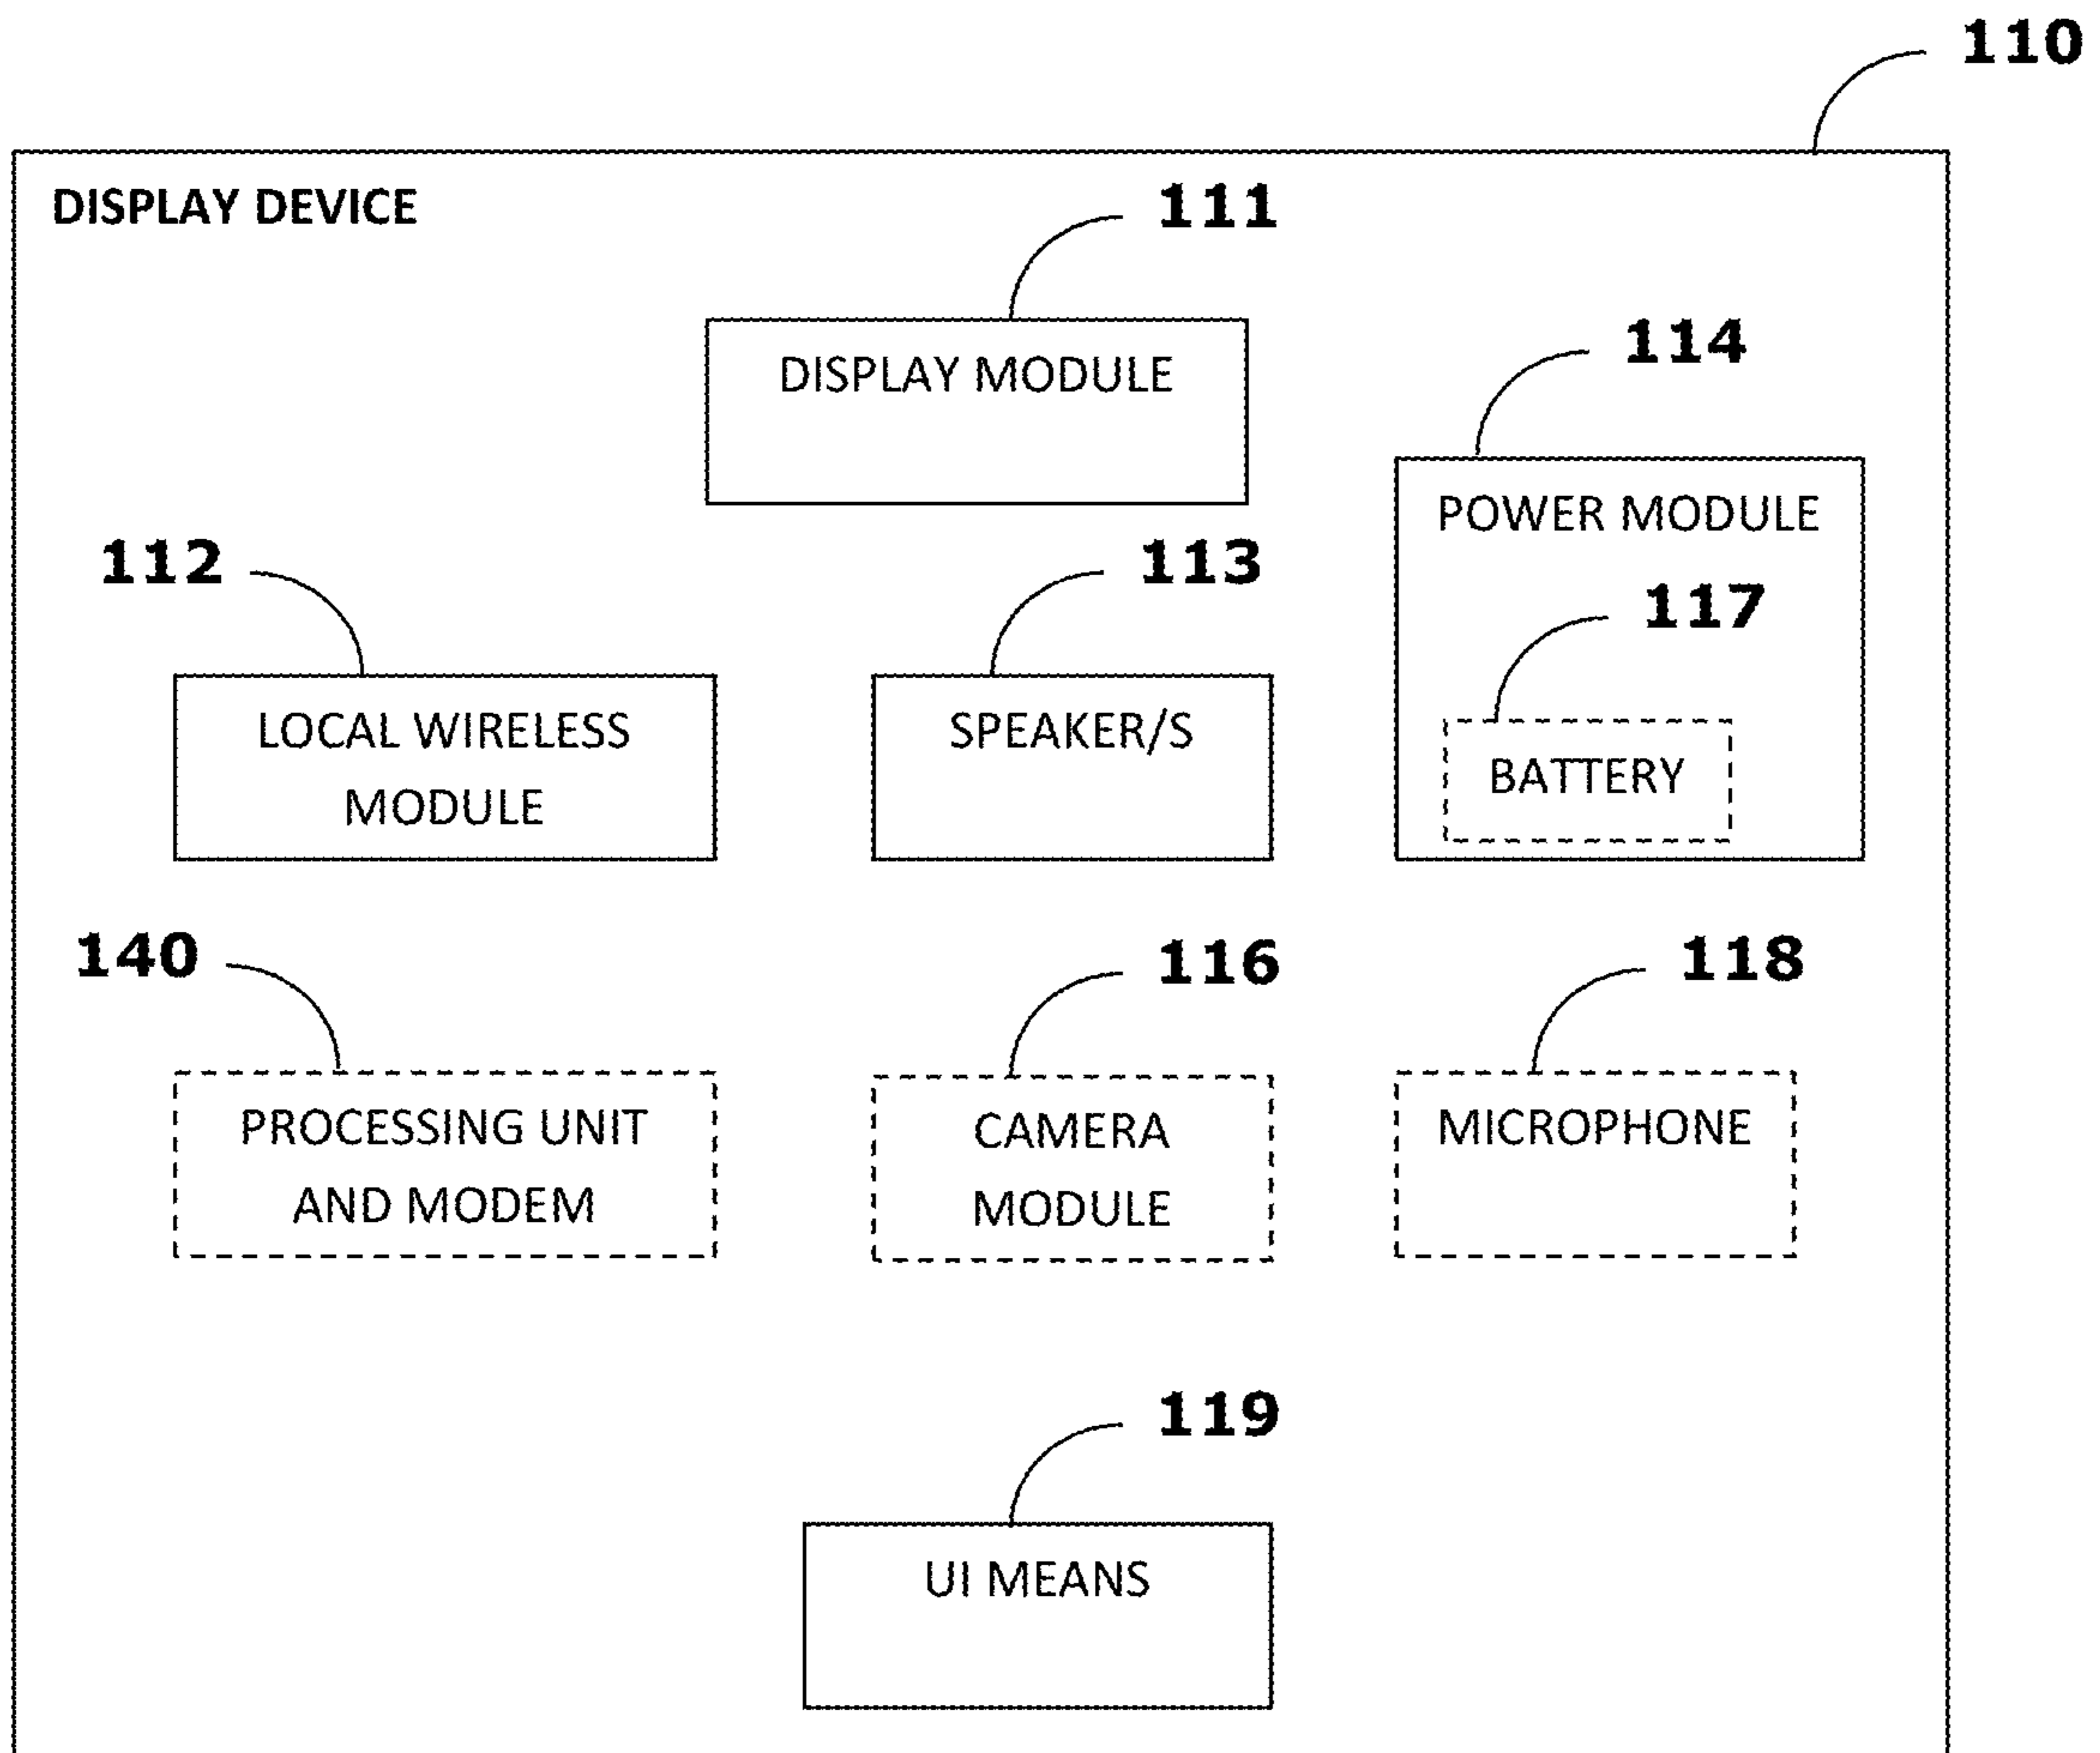 110
DISPLAY DEVICE
111
DISPLAY MODULE
114
POWER MODULE
112
113
117
LOCAL WIRELESS
MODULE
SPEAKER/S
BATTERY
140
116
118
PROCESSING UNIT
AND MODEM
CAMERA
MODULE
MICROPHONE
119
UI MEANS